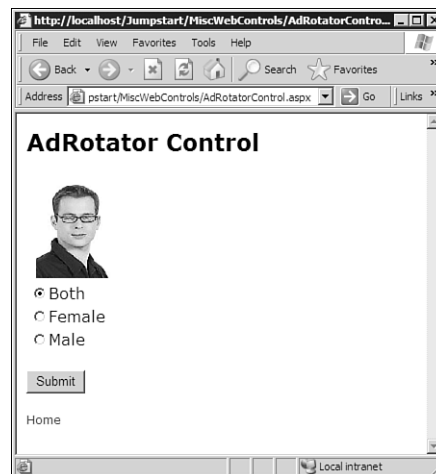 http://localhost/Jumpstart/MiscWebControls/AdRotatorContro...
File Edit View Favorites Tools Help
Back Search Favorites »
Address pstart/MiscWebControls/AdRotatorControl.aspx Go Links »
AdRotator Control
Both
Female
Male
Submit
Home
Local intranet